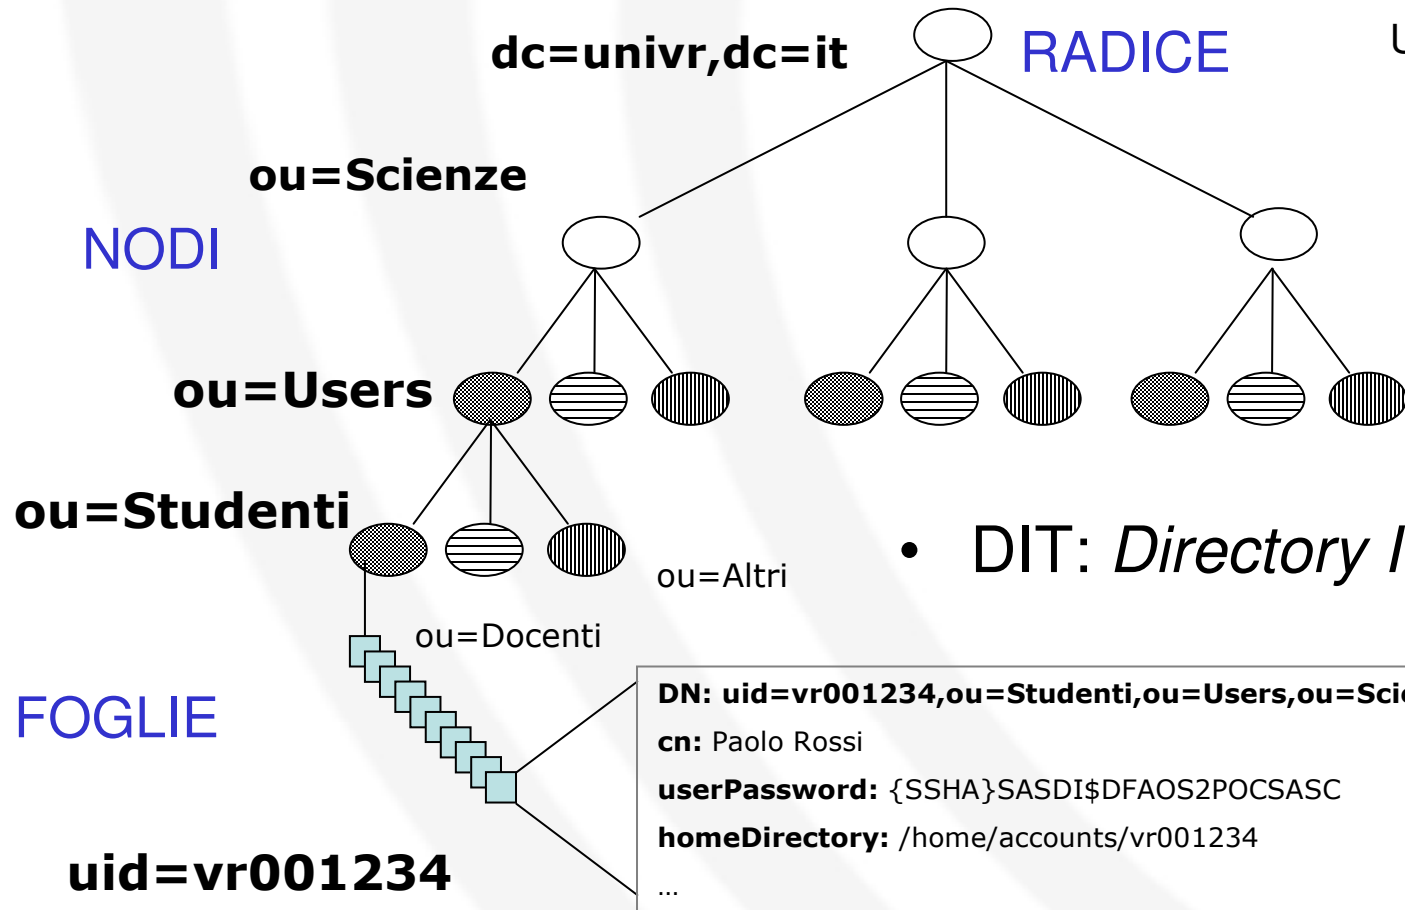 dc=univr,dc=it
RADICE
U
ou=Scienze
NODI
ou=Users
ou=Studenti
• DIT: Directory I
ou=Altri
ou=Docenti
FOGLIE
DN: uid=vr001234,ou=Studenti,ou=Users,ou=Scie
cn: Paolo Rossi
userPassword: {SSHA}SASDI$DFAOS2POCSASC
homeDirectory: /home/accounts/vr001234
...
uid=vr001234